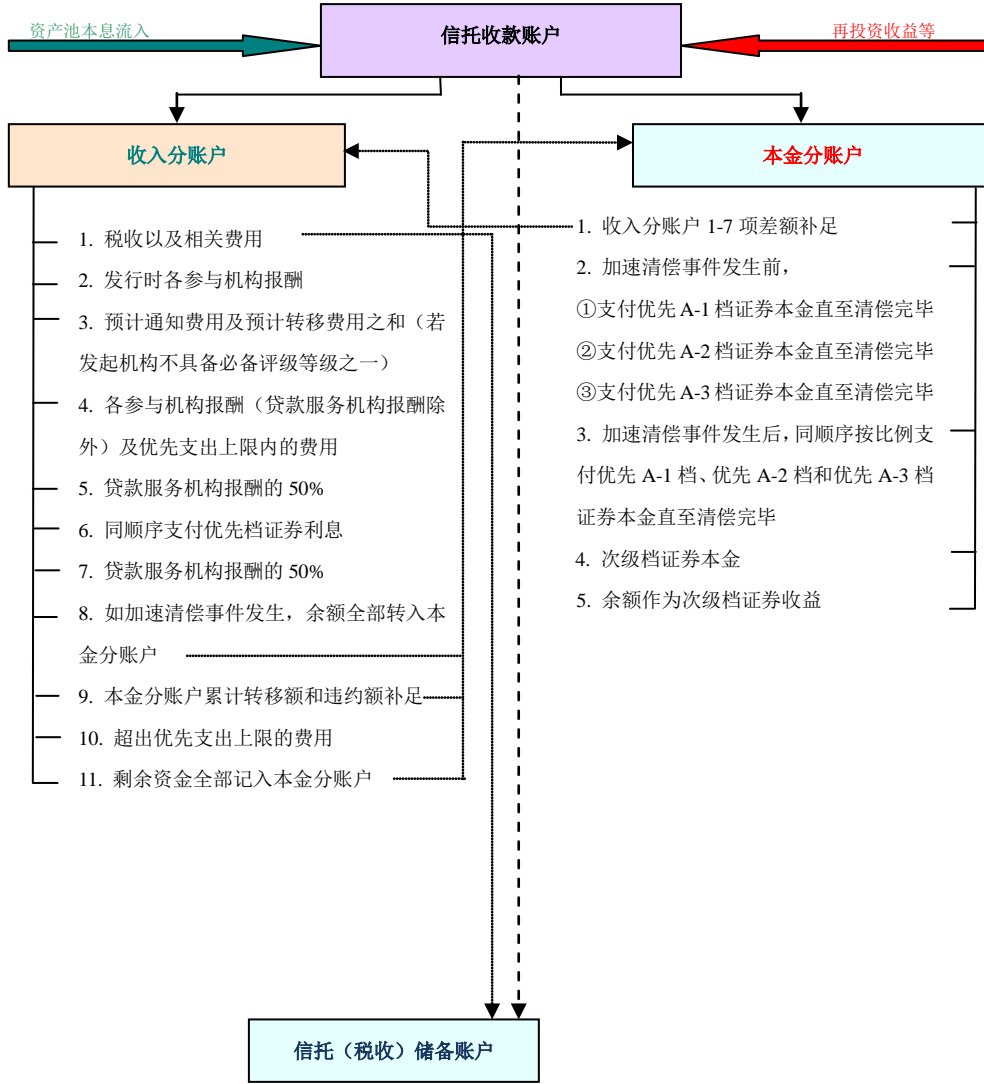 资产池本息流入
信托收款账户
再投资收益等
收入分账户
1. 税收以及相关费用
2. 发行时各参与机构报酬
3. 预计通知费用及预计转移费用之和（若
发起机构不具备必备评级等级之一）
4. 各参与机构报酬（贷款服务机构报酬除
外）及优先支出上限内的费用
5. 贷款服务机构报酬的 50%
6. 同顺序支付优先档证券利息
7. 贷款服务机构报酬的 50%
8. 如加速清偿事件发生，余额全部转入本
金分账户
9. 本金分账户累计转移额和违约额补足
10. 超出优先支出上限的费用
11. 剩余资金全部记入本金分账户
本金分账户
1. 收入分账户 1-7 项差额补足
2. 加速清偿事件发生前，
①支付优先 A-1 档证券本金直至清偿完毕
②支付优先 A-2 档证券本金直至清偿完毕
③支付优先 A-3 档证券本金直至清偿完毕
3. 加速清偿事件发生后，同顺序按比例支
付优先 A-1 档、优先 A-2 档和优先 A-3 档
证券本金直至清偿完毕
4. 次级档证券本金
5. 余额作为次级档证券收益
信托（税收）储备账户